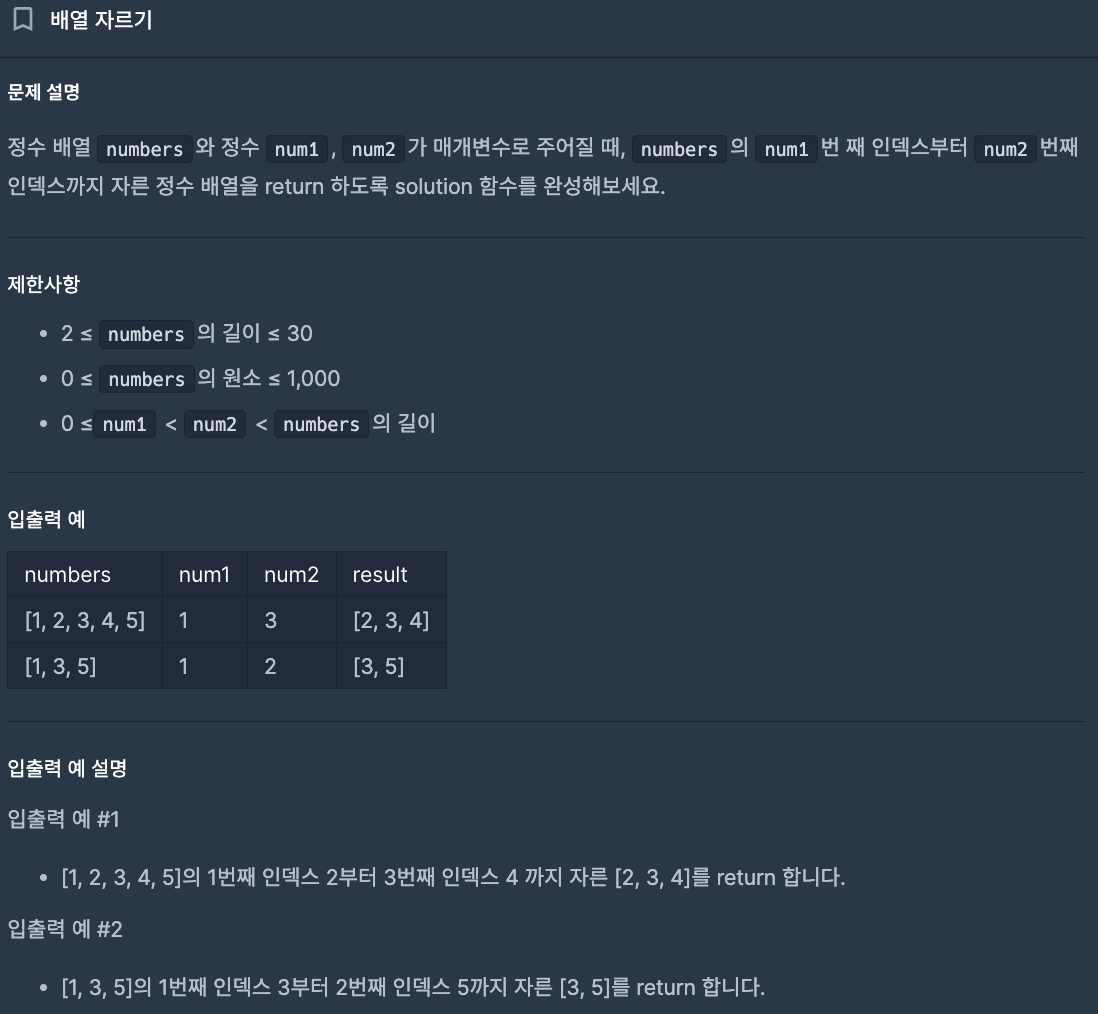 배열 자르기
문제 설명
정수 배열 numbers와 정수 num1, num2가 매개변수로 주어질 때, numbers의 num1번 째 인덱스부터 num2번째
인덱스까지 자른 정수 배열을 return 하도록 solution 함수를 완성해보세요.
제한사항
• 2 ≤ numbers의 길이 ≤ 30
• 0 ≤ numbers의 원소 ≤ 1,000
• 0 ≤num1 < num2 < numbers의 길이
입출력 예
numbers num1 num2 result
[1, 2, 3, 4, 5] 1 3 [2, 3, 4]
[1, 3, 5] 1 2 [3, 5]
입출력 예 설명
입출력 예 #1
• [1, 2, 3, 4, 5]의 1번째 인덱스 2부터 3번째 인덱스 4 까지 자른 [2, 3, 4]를 return 합니다.
입출력 예 #2
• [1, 3, 5]의 1번째 인덱스 3부터 2번째 인덱스 5까지 자른 [3, 5]를 return 합니다.